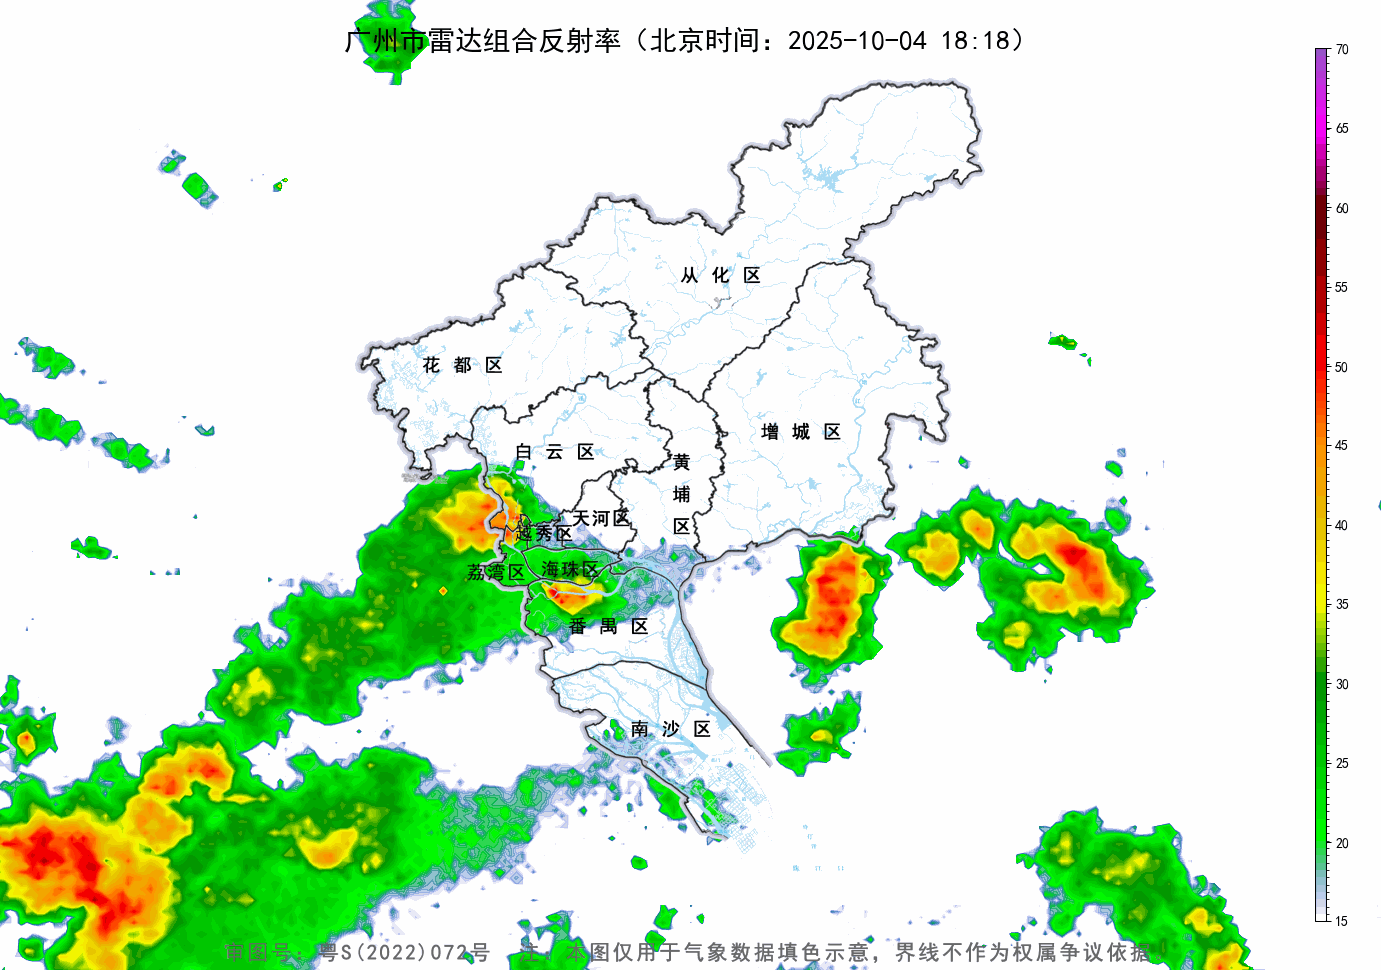 广州市雷达组合反射率（北京时间：2025-10-04 18:18）
70
65
60
55
50
45
40
35
30
25
20
15
从化区
花都区
增城区
白云区
黄埔区
天河区
越秀区
荔湾区
海珠区
番禺区
南沙区
审图号：粤S(2022)072号 注：本图仅用于气象数据填色示意，界线不作为权属争议依据。